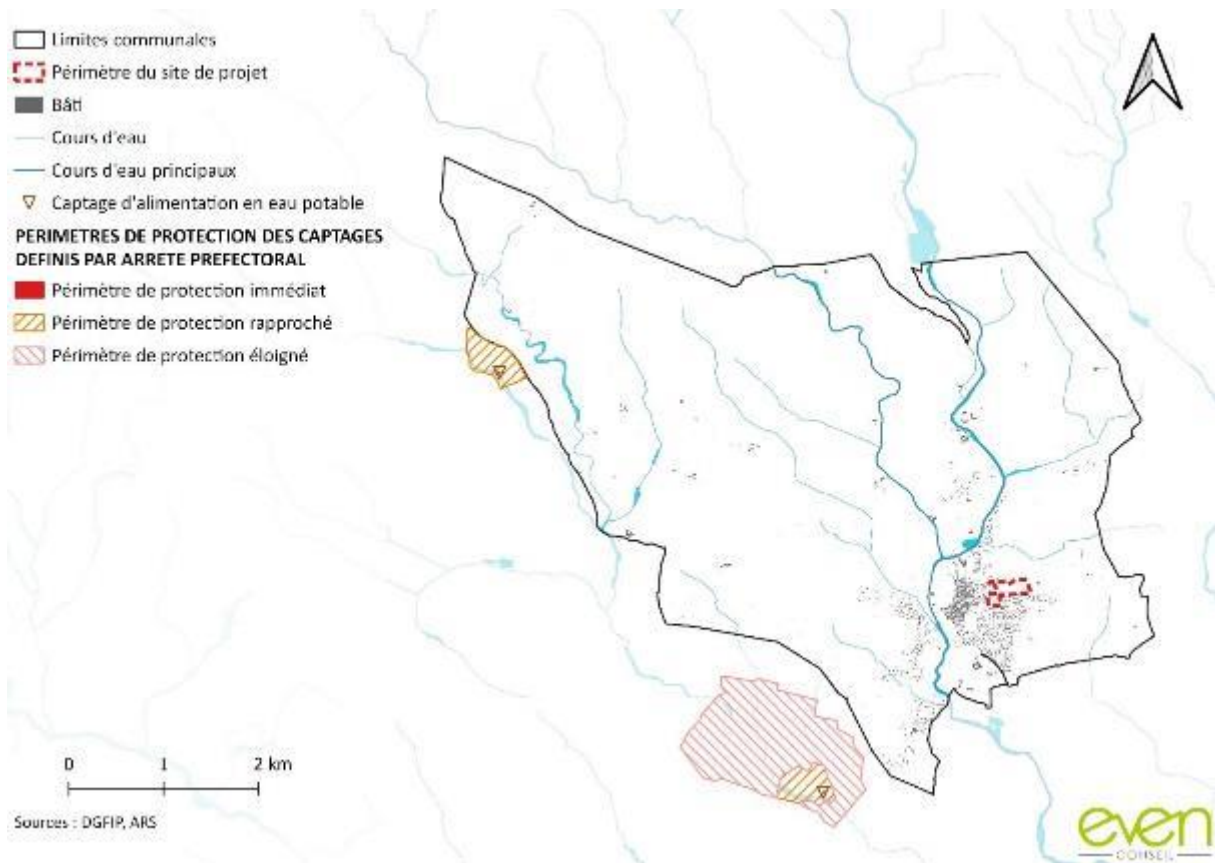 Limites communales
Périmètre du site de projet
Bâti
Cours d'eau
Cours d'eau principaux
Captage d'alimentation en eau potable
PERIMETRES DE PROTECTION DES CAPTAGES
DEFINIS PAR ARRETE PREFECTORAL
Périmètre de protection immédiat
Périmètre de protection rapproché
Périmètre de protection éloigné
0 1 2 km
Sources : DGFIP, ARS
even
CONSEIL